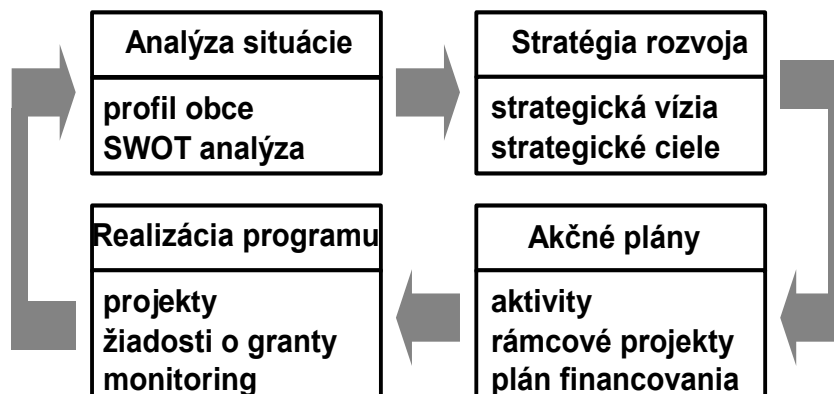 Analýza situácie
profil obce
SWOT analýza
Stratégia rozvoja
strategická vízia
strategické ciele
Realizácia programu
projekty
žiadosti o granty
monitoring
Akčné plány
aktivity
rámcové projekty
plán financovania